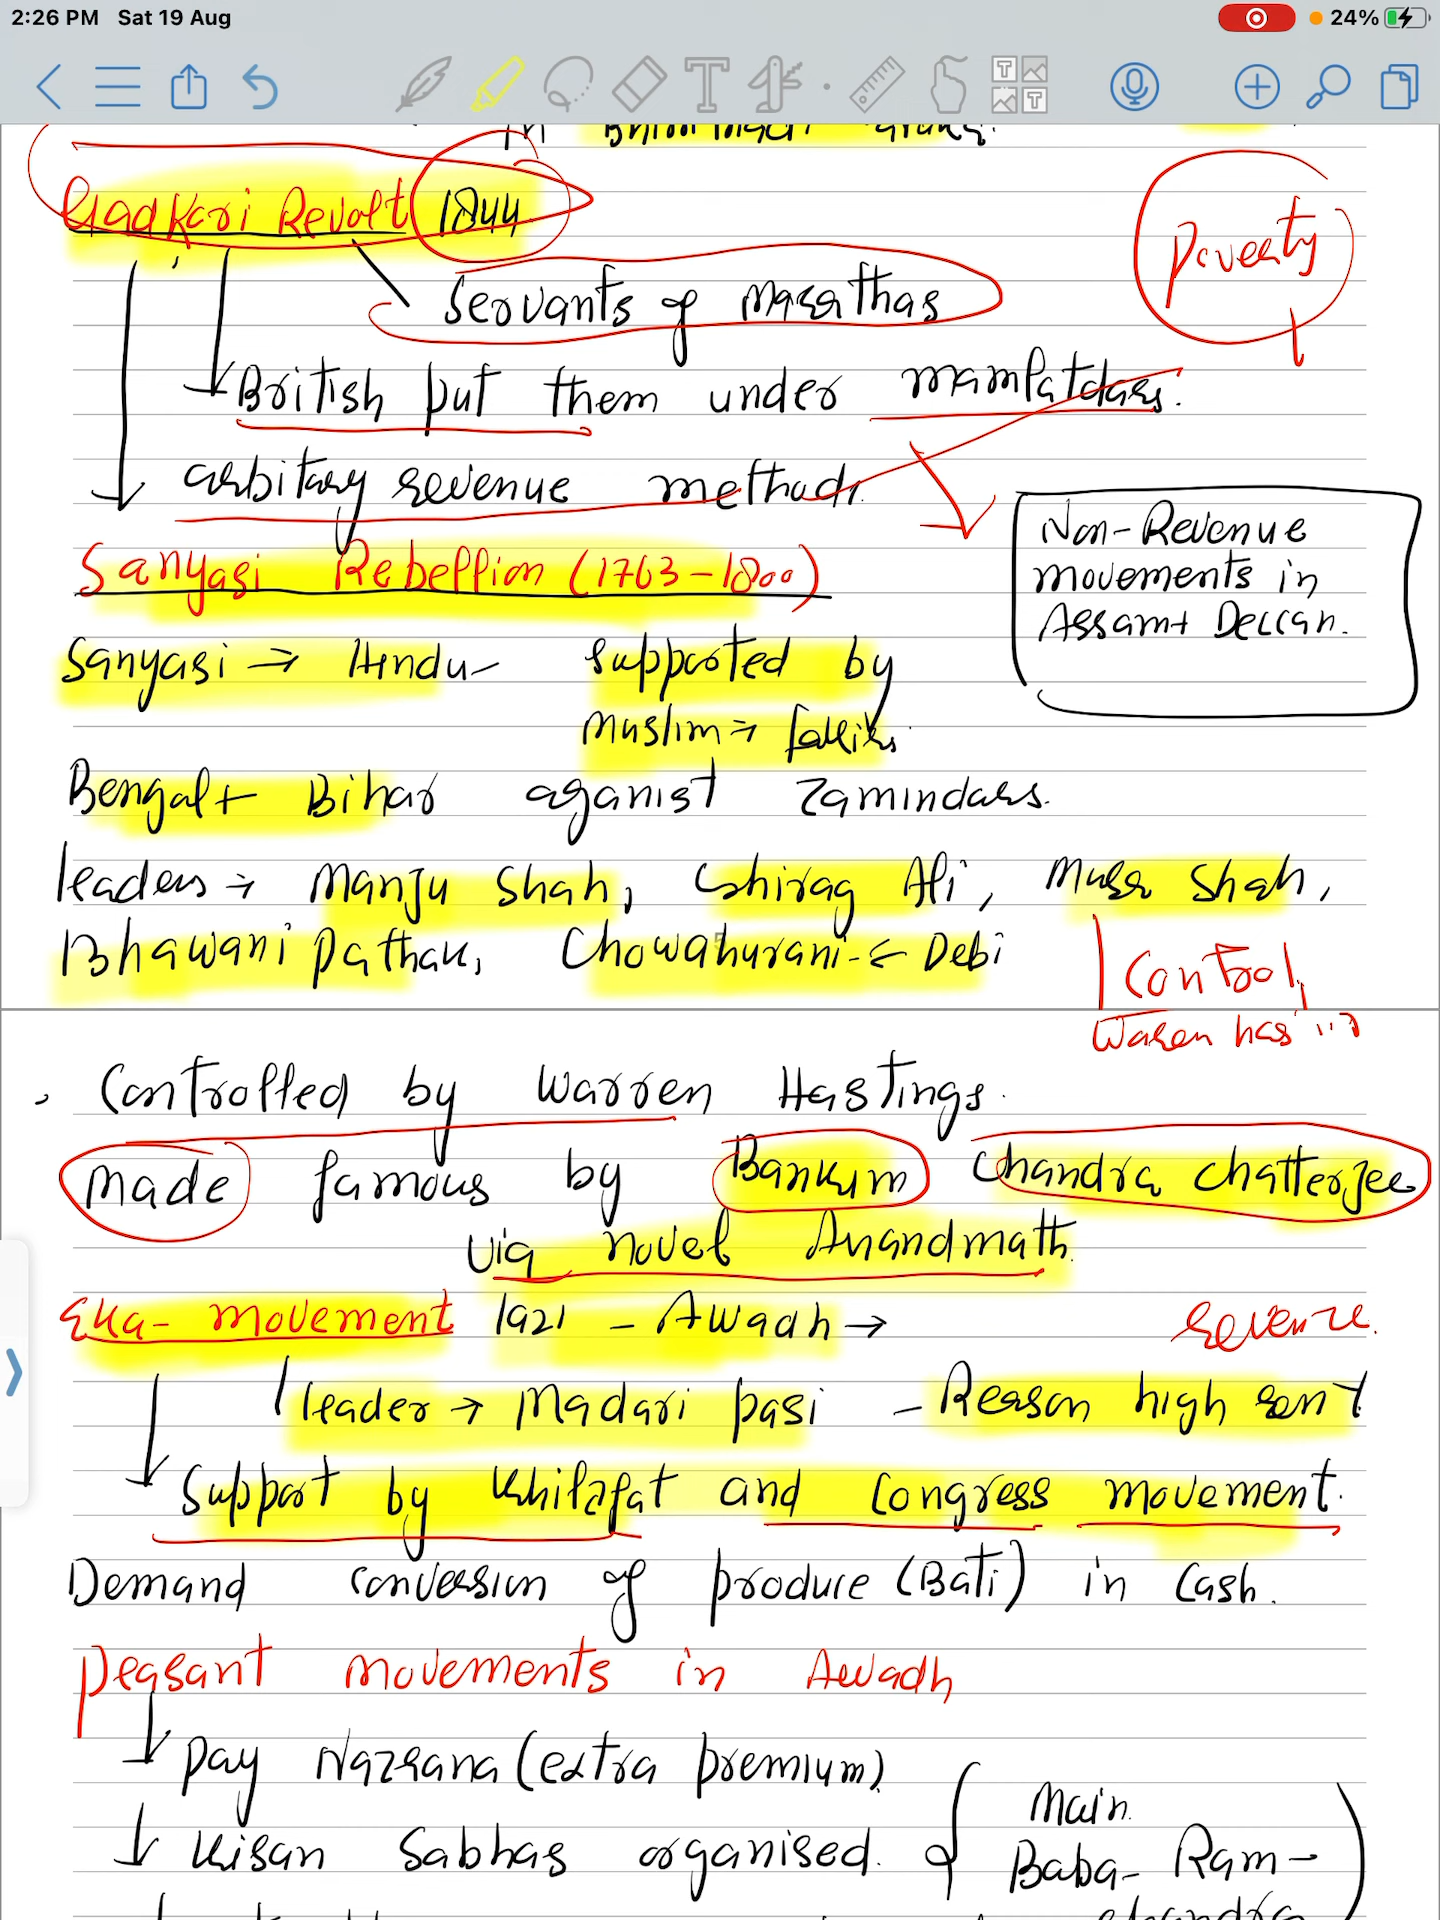 2:26 PM Sat 19 Aug 24%
Gadkari Revolt 1844
Poverty
Servants of Marathas
British put them under mamlatdars.
arbitary revenue methods.
Non-Revenue
movements in
Assam+ Deccan.
Sanyasi Rebellion (1763-1800)
Sanyasi → Hindu- supported by
Muslim → fakirs.
Bengal + Bihar aganist Zamindars.
leaders → Manju Shah, Chirag Ali, Musa Shah,
Bhawani pathak, Chowdhurani ← Debi
Control,
Waren has
. Controlled by Warren Hastings.
made famous by Bankim Chandra Chatterjee
via novel Anandmath.
Eka- movement 1921 - Awadh →
revenue.
leader → Madari pasi - Reason high rent
Support by Khilafat and Congress movement.
Demand conversion of produce (Bati) in Cash.
peasant movements in Awadh
pay Nazrana (extra premium)
Kisan Sabhas organised.
Main.
Baba- Ram-
chandra